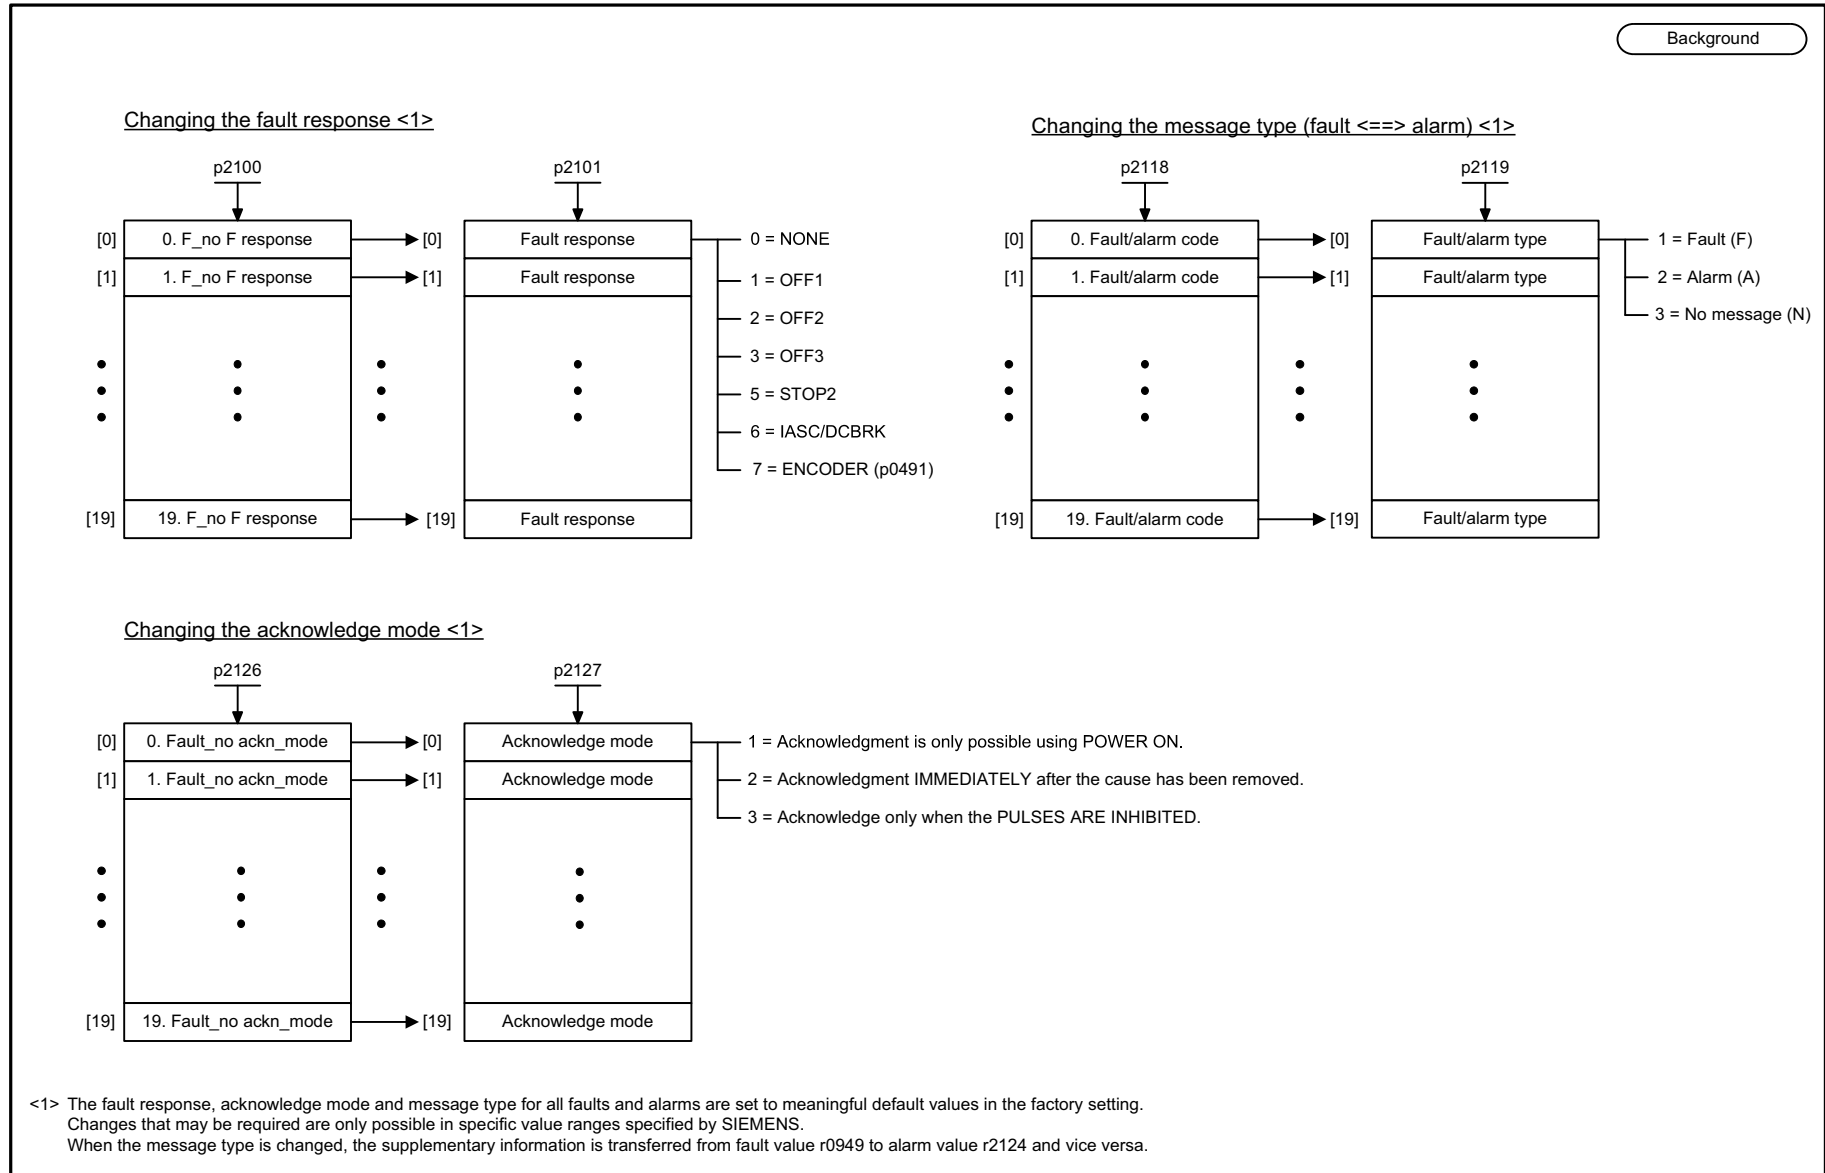 Background
Changing the fault response <1>
p2100
p2101
[0] 0. F_no F response [0] Fault response 0 = NONE
[1] 1. F_no F response [1] Fault response 1 = OFF1
2 = OFF2
3 = OFF3
5 = STOP2
6 = IASC/DCBRK
7 = ENCODER (p0491)
[19] 19. F_no F response [19] Fault response
Changing the message type (fault <==> alarm) <1>
p2118
p2119
[0] 0. Fault/alarm code [0] Fault/alarm type 1 = Fault (F)
[1] 1. Fault/alarm code [1] Fault/alarm type 2 = Alarm (A)
3 = No message (N)
[19] 19. Fault/alarm code [19] Fault/alarm type
Changing the acknowledge mode <1>
p2126
p2127
[0] 0. Fault_no ackn_mode [0] Acknowledge mode 1 = Acknowledgment is only possible using POWER ON.
[1] 1. Fault_no ackn_mode [1] Acknowledge mode 2 = Acknowledgment IMMEDIATELY after the cause has been removed.
3 = Acknowledge only when the PULSES ARE INHIBITED.
[19] 19. Fault_no ackn_mode [19] Acknowledge mode
<1> The fault response, acknowledge mode and message type for all faults and alarms are set to meaningful default values in the factory setting.
Changes that may be required are only possible in specific value ranges specified by SIEMENS.
When the message type is changed, the supplementary information is transferred from fault value r0949 to alarm value r2124 and vice versa.